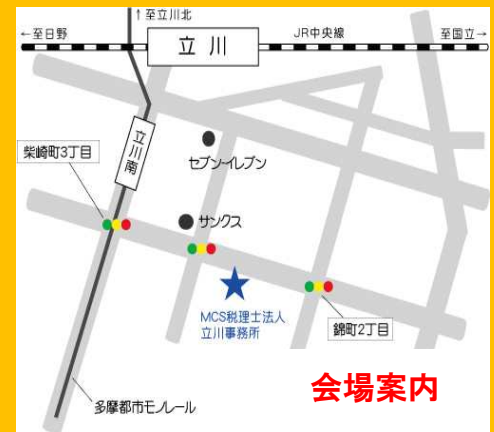 ↑至立川北
←至日野
立川
JR中央線
至国立→
柴崎町3丁目
立川南
セブン-イレブン
サンクス
MCS税理士法人
立川事務所
錦町2丁目
会場案内
多摩都市モノレール